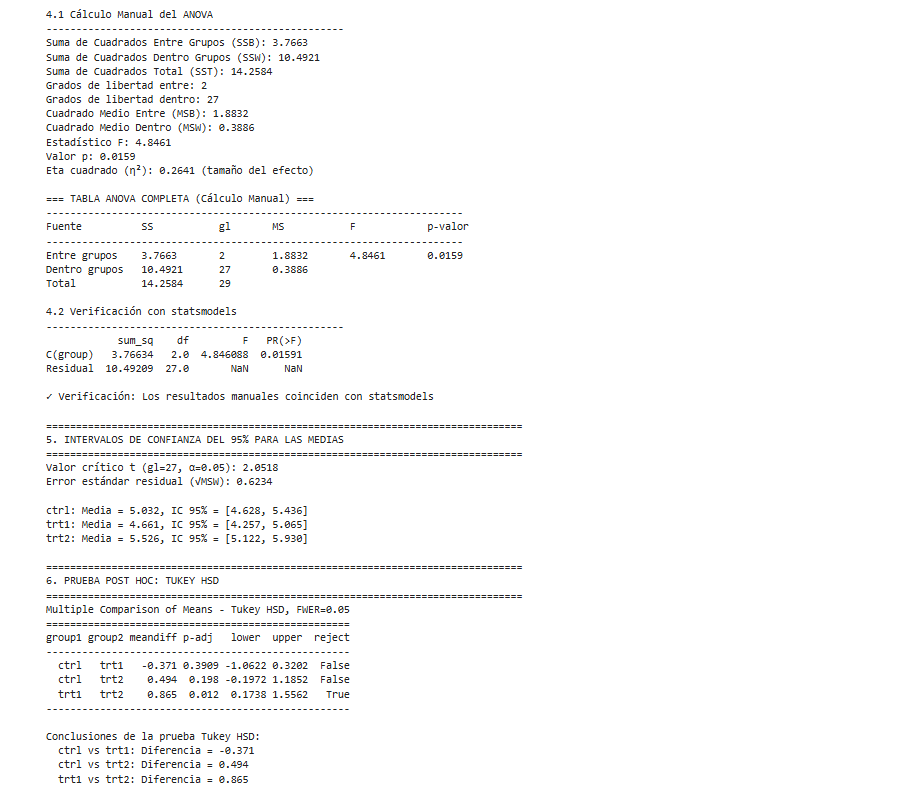 4.1 Cálculo Manual del ANOVA
--------------------------------------------------
Suma de Cuadrados Entre Grupos (SSB): 3.7663
Suma de Cuadrados Dentro Grupos (SSW): 10.4921
Suma de Cuadrados Total (SST): 14.2584
Grados de libertad entre: 2
Grados de libertad dentro: 27
Cuadrado Medio Entre (MSB): 1.8832
Cuadrado Medio Dentro (MSW): 0.3886
Estadístico F: 4.8461
Valor p: 0.0159
Eta cuadrado (η²): 0.2641 (tamaño del efecto)
=== TABLA ANOVA COMPLETA (Cálculo Manual) ===
----------------------------------------------------------------------
Fuente          SS           gl       MS           F            p-valor
----------------------------------------------------------------------
Entre grupos    3.7663       2        1.8832       4.8461       0.0159
Dentro grupos   10.4921      27       0.3886
Total           14.2584      29
4.2 Verificación con statsmodels
--------------------------------------------------
            sum_sq    df         F   PR(>F)
C(group)   3.76634   2.0  4.846088  0.01591
Residual  10.49209  27.0       NaN      NaN
✓ Verificación: Los resultados manuales coinciden con statsmodels
================================================================================
5. INTERVALOS DE CONFIANZA DEL 95% PARA LAS MEDIAS
================================================================================
Valor crítico t (gl=27, α=0.05): 2.0518
Error estándar residual (√MSW): 0.6234
ctrl: Media = 5.032, IC 95% = [4.628, 5.436]
trt1: Media = 4.661, IC 95% = [4.257, 5.065]
trt2: Media = 5.526, IC 95% = [5.122, 5.930]
================================================================================
6. PRUEBA POST HOC: TUKEY HSD
================================================================================
Multiple Comparison of Means - Tukey HSD, FWER=0.05
===================================================
group1 group2 meandiff p-adj   lower  upper  reject
---------------------------------------------------
  ctrl   trt1   -0.371 0.3909 -1.0622 0.3202  False
  ctrl   trt2    0.494  0.198 -0.1972 1.1852  False
  trt1   trt2    0.865  0.012  0.1738 1.5562   True
---------------------------------------------------
Conclusiones de la prueba Tukey HSD:
  ctrl vs trt1: Diferencia = -0.371
  ctrl vs trt2: Diferencia = 0.494
  trt1 vs trt2: Diferencia = 0.865